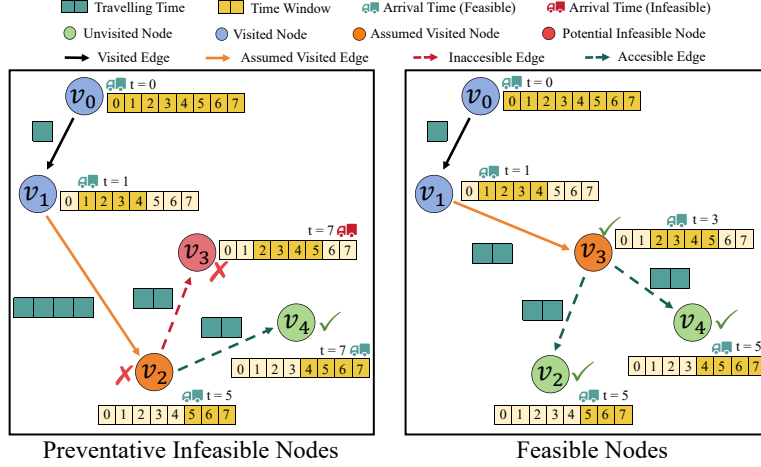 Travelling Time Time Window Arrival Time (Feasible) Arrival Time (Infeasible)
Unvisited Node Visited Node Assumed Visited Node Potential Infeasible Node
Visited Edge Assumed Visited Edge Inaccesible Edge Accesible Edge
t = 0
v0
0 1 2 3 4 5 6 7
t = 1
v1
0 1 2 3 4 5 6 7
t = 7
v3
0 1 2 3 4 5 6 7
v4
t = 7
0 1 2 3 4 5 6 7
v2
t = 5
0 1 2 3 4 5 6 7
Preventative Infeasible Nodes
t = 0
v0
0 1 2 3 4 5 6 7
t = 1
v1
0 1 2 3 4 5 6 7
t = 3
v3
0 1 2 3 4 5 6 7
v4
t = 5
0 1 2 3 4 5 6 7
v2
t = 5
0 1 2 3 4 5 6 7
Feasible Nodes